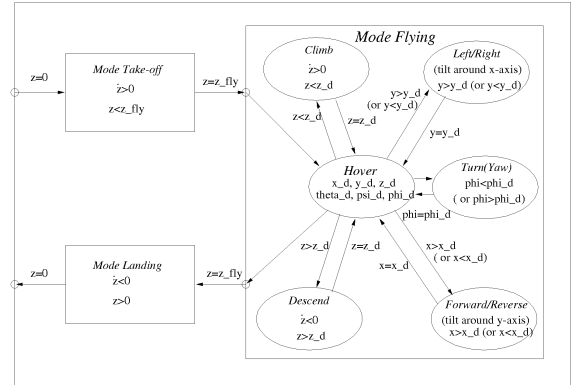 Mode Flying
z=0
Mode Take-off
ż>0
z<z_fly
z=z_fly
Climb
ż>0
z<z_d
z<z_d
z=z_d
Left/Right
(tilt around x-axis)
y>y_d (or y<y_d)
y>y_d
(or y<y_d)
y=y_d
Hover
x_d, y_d, z_d
theta_d, psi_d, phi_d
Turn(Yaw)
phi<phi_d
( or phi>phi_d)
phi=phi_d
z=0
Mode Landing
ż<0
z>0
z=z_fly
z>z_d
z=z_d
x=x_d
x>x_d
( or x<x_d)
Descend
ż<0
z>z_d
Forward/Reverse
(tilt around y-axis)
x>x_d (or x<x_d)